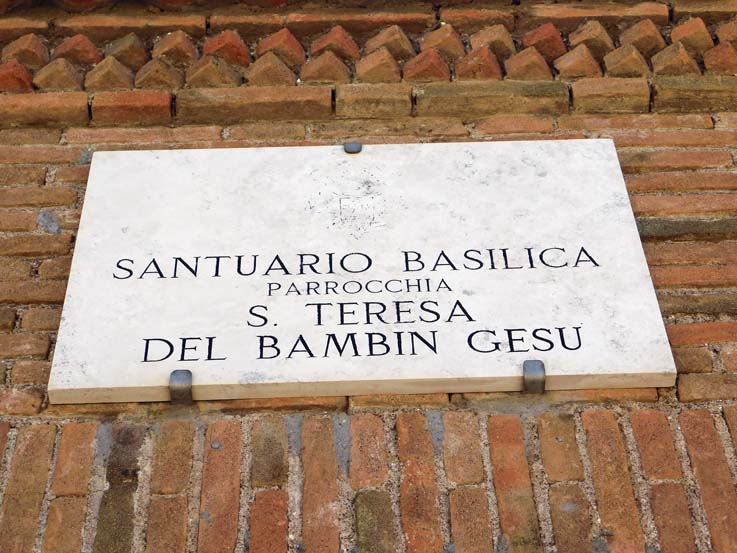 SANTUARIO BASILICA
PARROCCHIA
S. TERESA
DEL BAMBIN GESU